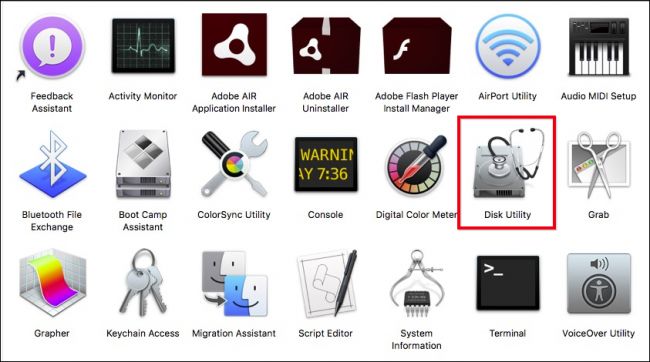 Feedback
Assistant
Activity Monitor
Adobe AIR
Application Installer
Adobe AIR
Uninstaller
Adobe Flash Player
Install Manager
AirPort Utility
Audio MIDI Setup
Bluetooth File
Exchange
Boot Camp
Assistant
ColorSync Utility
WARNIN
AY 7:36
Console
Digital Color Meter
Disk Utility
Grab
Grapher
Keychain Access
Migration Assistant
Script Editor
System
Information
>_
Terminal
VoiceOver Utility